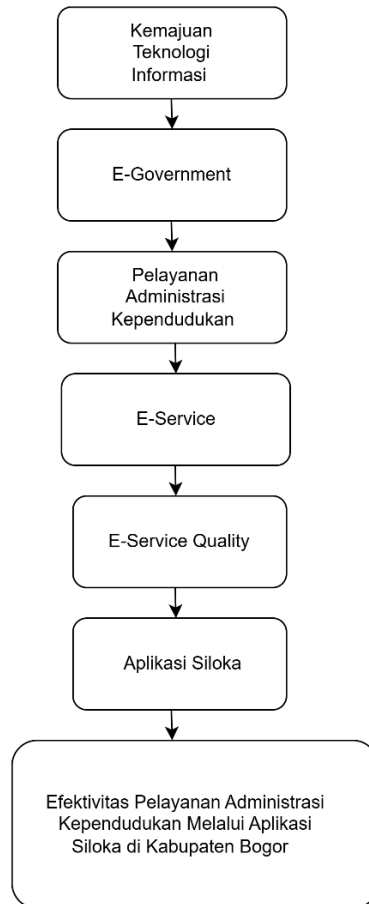 Kemajuan
Teknologi
Informasi
E-Government
Pelayanan
Administrasi
Kependudukan
E-Service
E-Service Quality
Aplikasi Siloka
Efektivitas Pelayanan Administrasi
Kependudukan Melalui Aplikasi
Siloka di Kabupaten Bogor